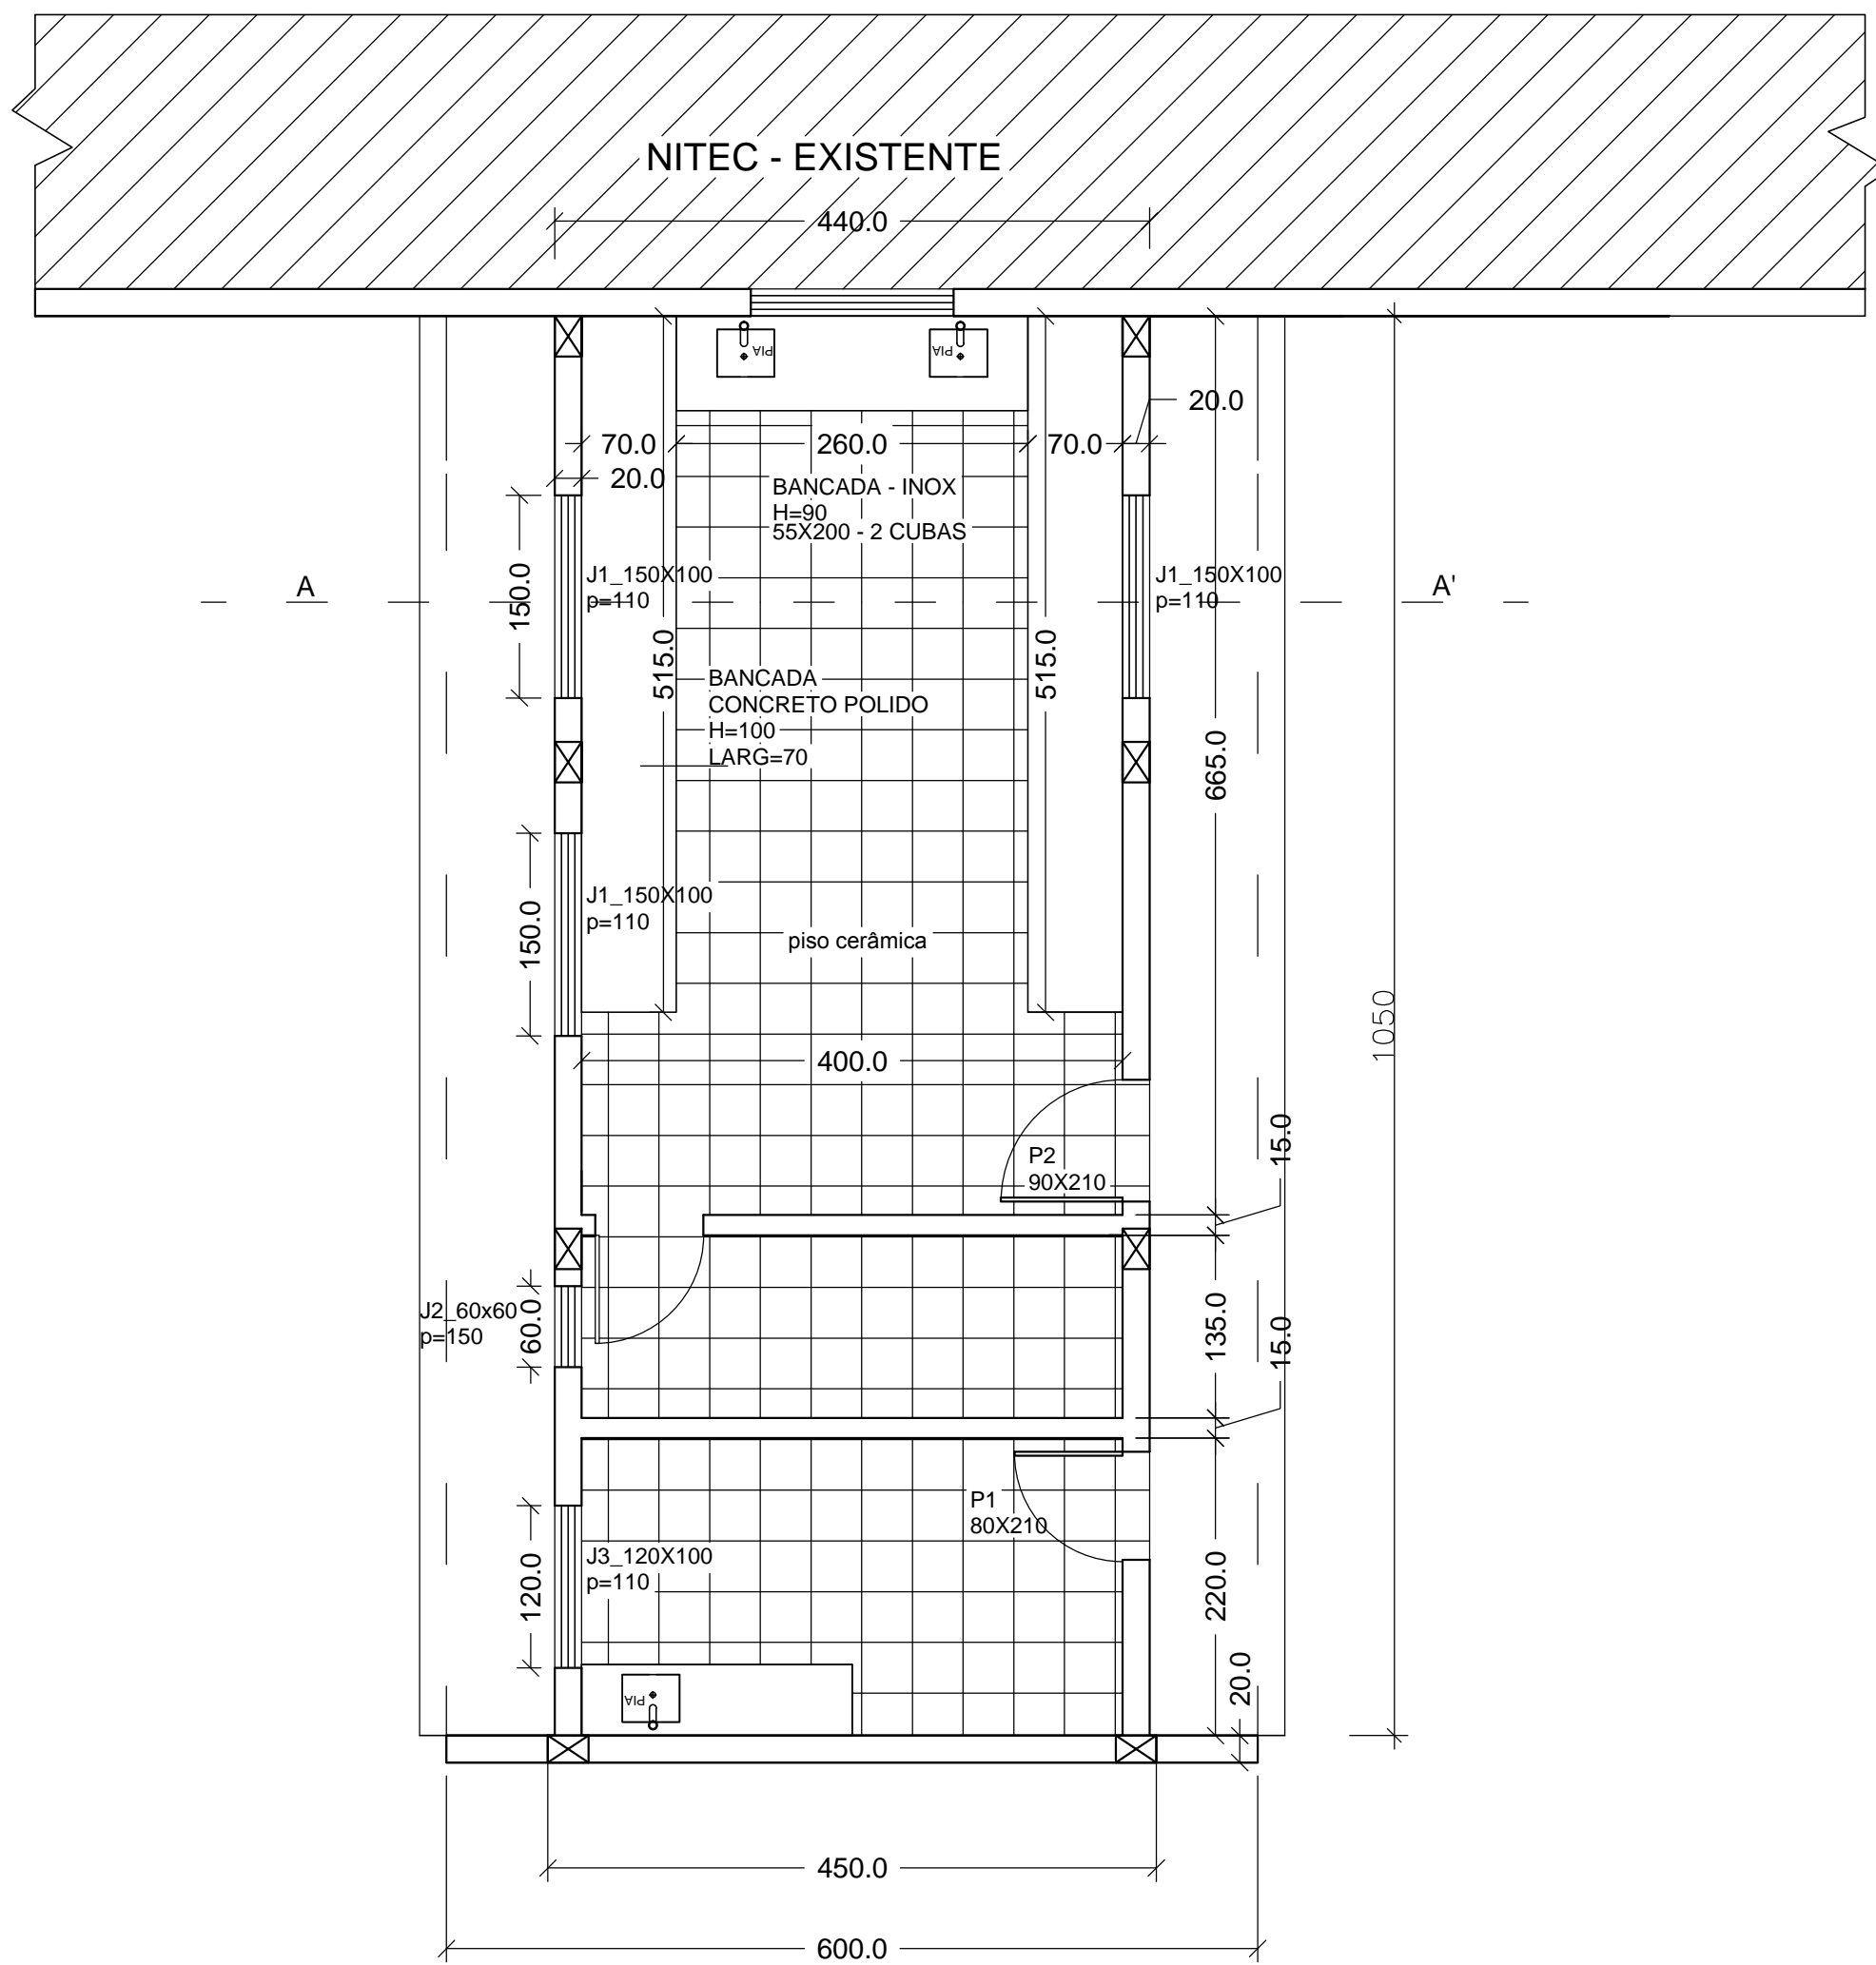 NITEC - EXISTENTE
440.0
PIA
PIA
20.0
70.0
260.0
70.0
20.0
BANCADA - INOX
H=90
55X200 - 2 CUBAS
A
J1_150X100
p=110
J1_150X100
p=110
A'
150.0
515.0
515.0
BANCADA
CONCRETO POLIDO
H=100
LARG=70
665.0
J1_150X100
p=110
150.0
piso cerâmica
1050
400.0
15.0
P2
90X210
J2_60x60
p=150
60.0
135.0
15.0
P1
80X210
J3_120X100
p=110
120.0
220.0
20.0
PIA
450.0
600.0